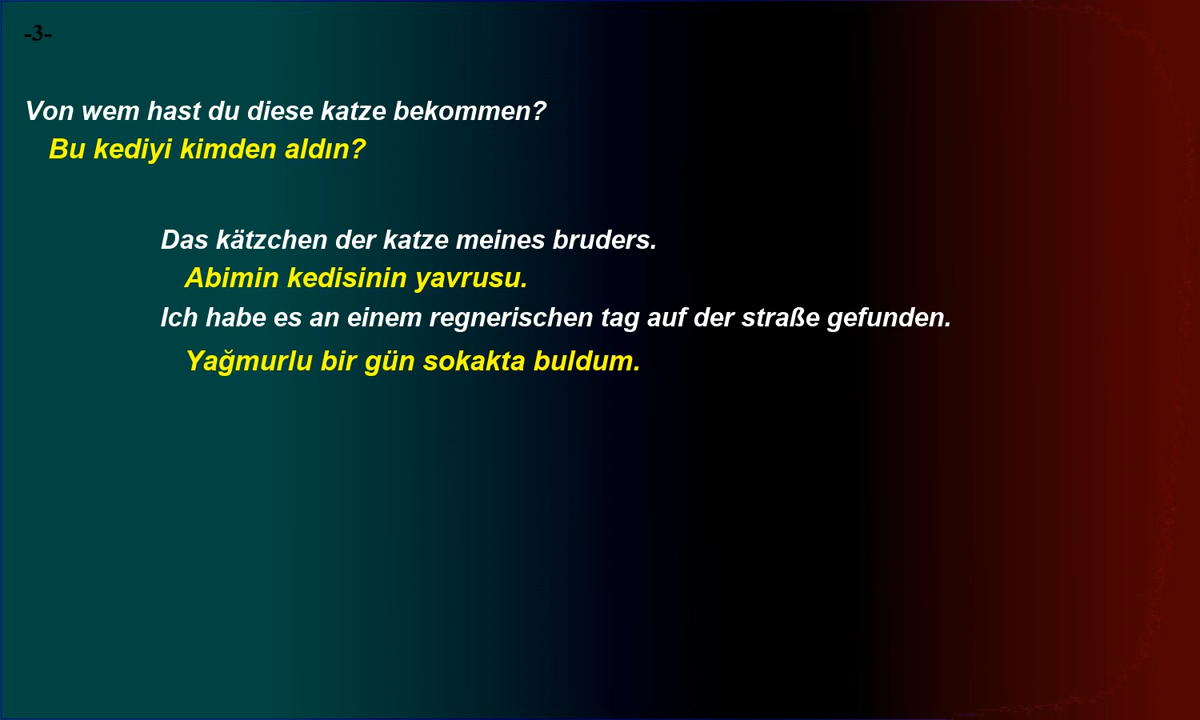 -3-
Von wem hast du diese katze bekommen?
Bu kediyi kimden aldın?
Das kätzchen der katze meines bruders.
Abimin kedisinin yavrusu.
Ich habe es an einem regnerischen tag auf der straße gefunden.
Yağmurlu bir gün sokakta buldum.